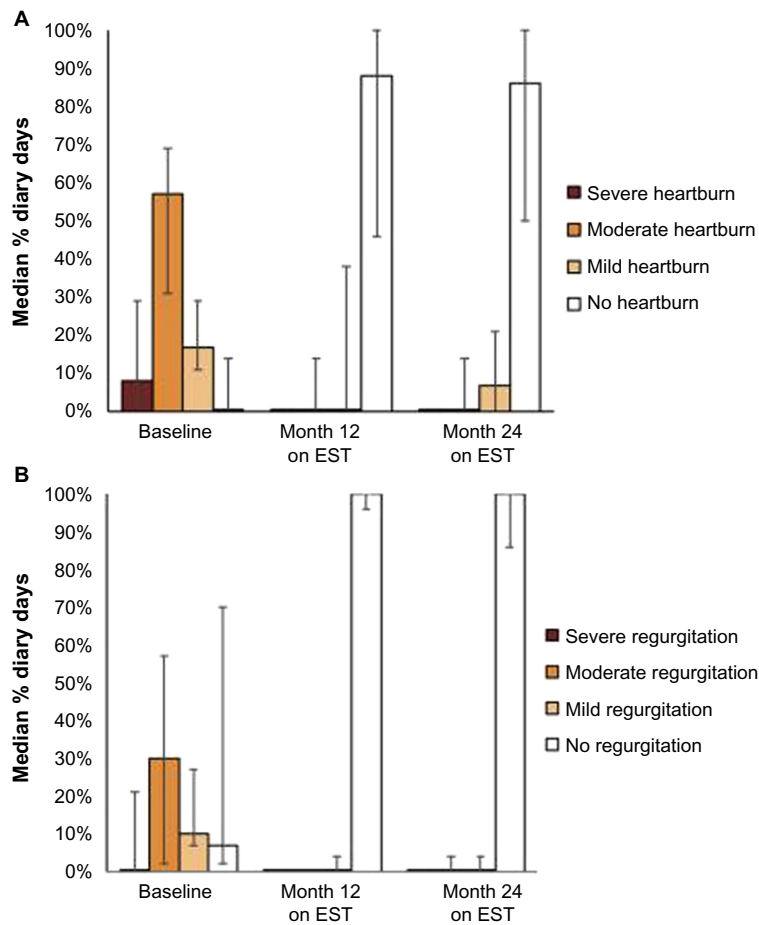 A
100%
90%
80%
70%
60%
50%
40%
30%
20%
10%
0%
Median % diary days
Baseline
Month 12
on EST
Month 24
on EST
Severe heartburn
Moderate heartburn
Mild heartburn
No heartburn
B
100%
90%
80%
70%
60%
50%
40%
30%
20%
10%
0%
Median % diary days
Baseline
Month 12
on EST
Month 24
on EST
Severe regurgitation
Moderate regurgitation
Mild regurgitation
No regurgitation